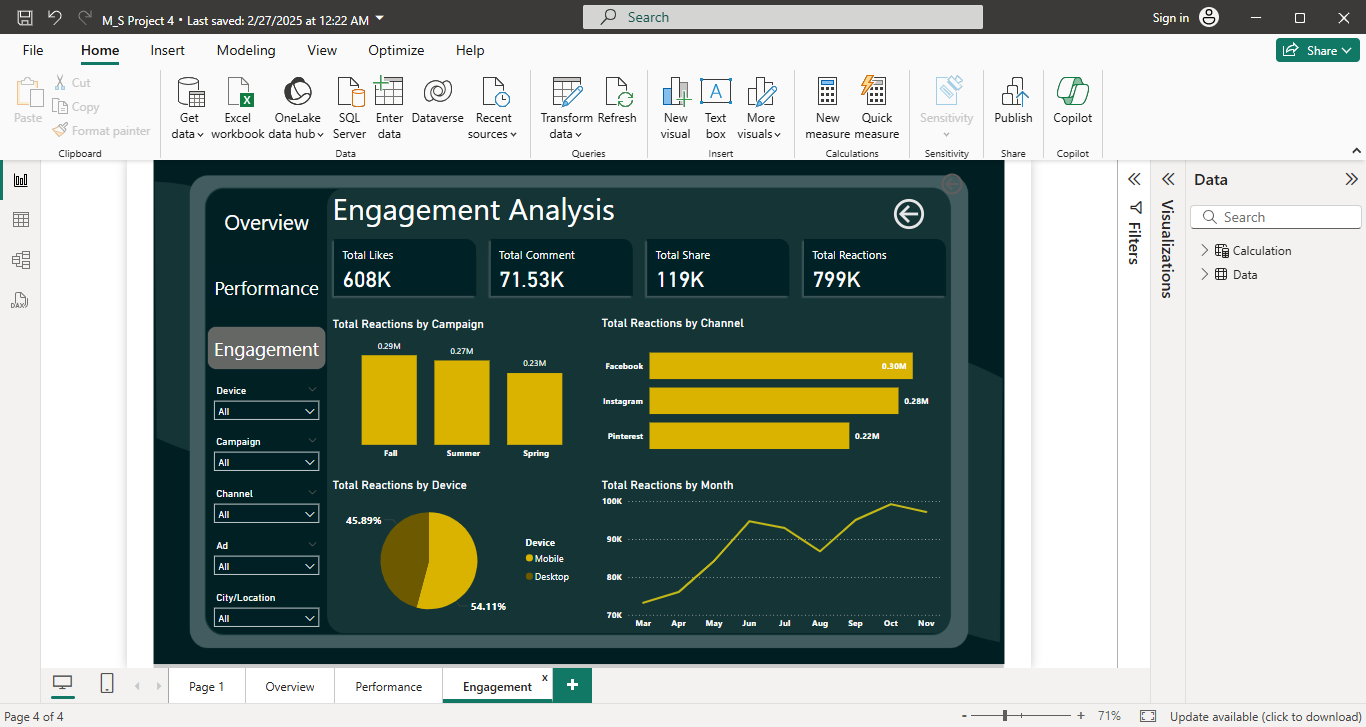 M_S Project 4 • Last saved: 2/27/2025 at 12:22 AM
Search
Sign in
File
Home
Insert
Modeling
View
Optimize
Help
Share
Paste
Cut
Copy
Format painter
Clipboard
Get data
Excel workbook
OneLake data hub
SQL Server
Enter data
Dataverse
Recent sources
Data
Transform data
Refresh
Queries
New visual
Text box
More visuals
Insert
New measure
Quick measure
Calculations
Sensitivity
Sensitivity
Publish
Share
Copilot
Copilot
Overview
Performance
Engagement
Device
All
Campaign
All
Channel
All
Ad
All
City/Location
All
Engagement Analysis
Total Likes
608K
Total Comment
71.53K
Total Share
119K
Total Reactions
799K
Total Reactions by Campaign
0.29M
0.27M
0.23M
Fall
Summer
Spring
Total Reactions by Channel
Facebook
0.30M
Instagram
0.28M
Pinterest
0.22M
Total Reactions by Device
45.89%
54.11%
Device
Mobile
Desktop
Total Reactions by Month
100K
90K
80K
70K
Mar Apr May Jun Jul Aug Sep Oct Nov
Filters
Visualizations
Data
Search
Calculation
Data
Page 1
Overview
Performance
Engagement
x
Page 4 of 4
- + 71%
Update available (click to download)